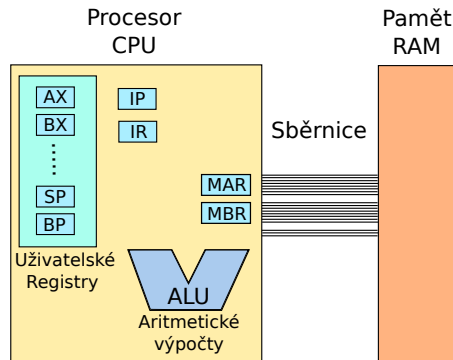 Procesor
CPU
Pamět
RAM
AX
BX
SP
BP
Uživatelské
Registry
IP
IR
MAR
MBR
ALU
Aritmetické
výpočty
Sběrnice